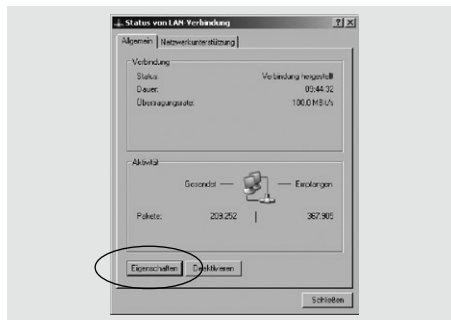 Status von LAN-Verbindung
Allgemein Netzwerkunterstützung
Verbindung
Status: Verbindung hergestellt
Dauer: 09:44:32
Übertragungsrate: 100,0 MBit/s
Aktivität
Gesendet — — Empfangen
Pakete: 209.252 367.905
Eigenschaften Deaktivieren
Schließen